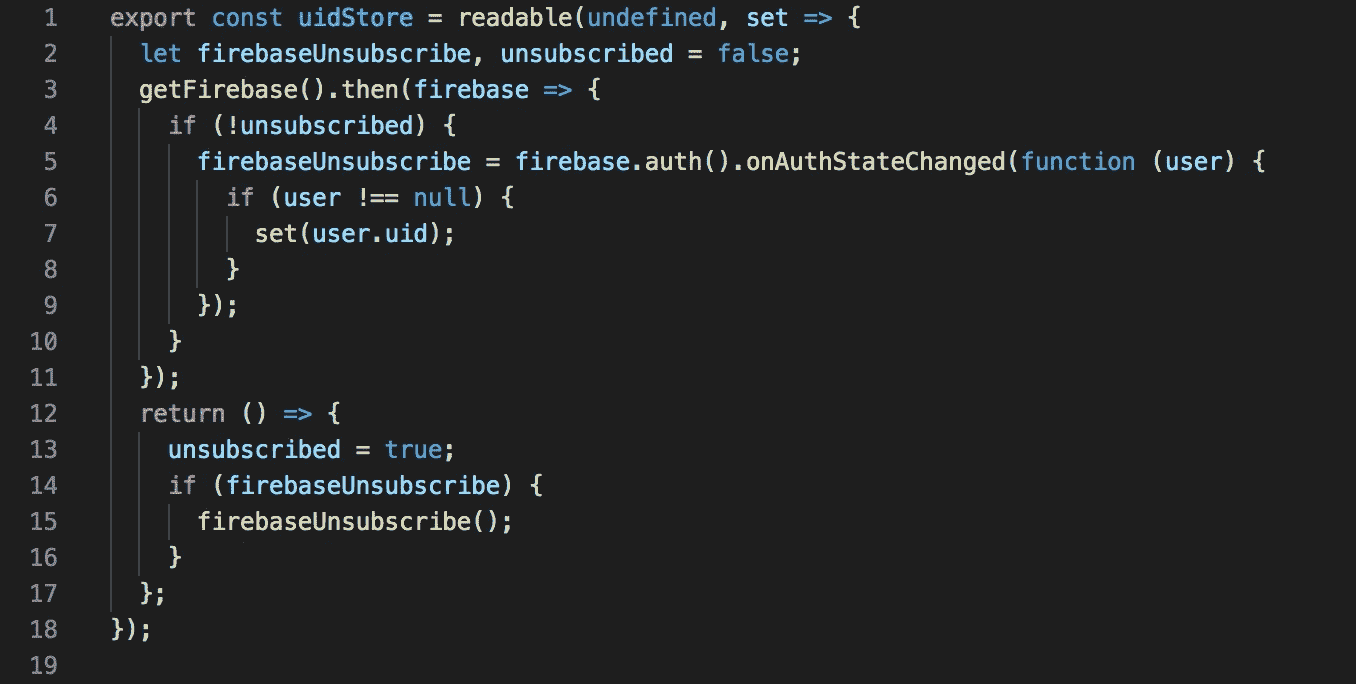 1 export const uidStore = readable(undefined, set => {
2 let firebaseUnsubscribe, unsubscribed = false;
3 getFirebase().then(firebase => {
4 if (!unsubscribed) {
5 firebaseUnsubscribe = firebase.auth().onAuthStateChanged(function (user) {
6 if (user !== null) {
7 set(user.uid);
8 }
9 });
10 }
11 });
12 return () => {
13 unsubscribed = true;
14 if (firebaseUnsubscribe) {
15 firebaseUnsubscribe();
16 }
17 };
18 });
19